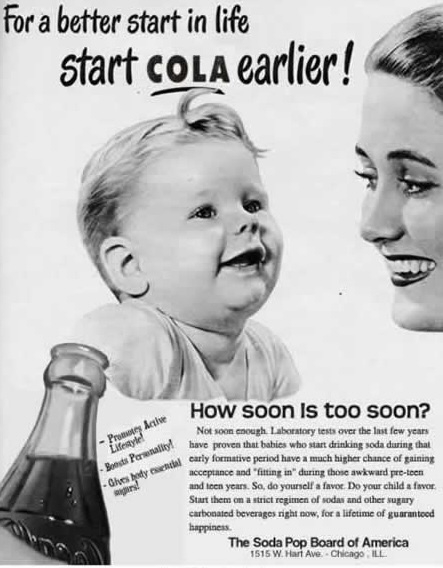 For a better start in life
start COLA earlier!
- Promotes Active
Lifestyle!
- Boosts Personality!
- Gives body essential
sugars!
How soon is too soon?
Not soon enough. Laboratory tests over the last few years
have proven that babies who start drinking soda during that
early formative period have a much higher chance of gaining
acceptance and "fitting in" during those awkward pre-teen
and teen years. So, do yourself a favor. Do your child a favor.
Start them on a strict regimen of sodas and other sugary
carbonated beverages right now, for a lifetime of guaranteed
happiness.
The Soda Pop Board of America
1515 W. Hart Ave. - Chicago , ILL.